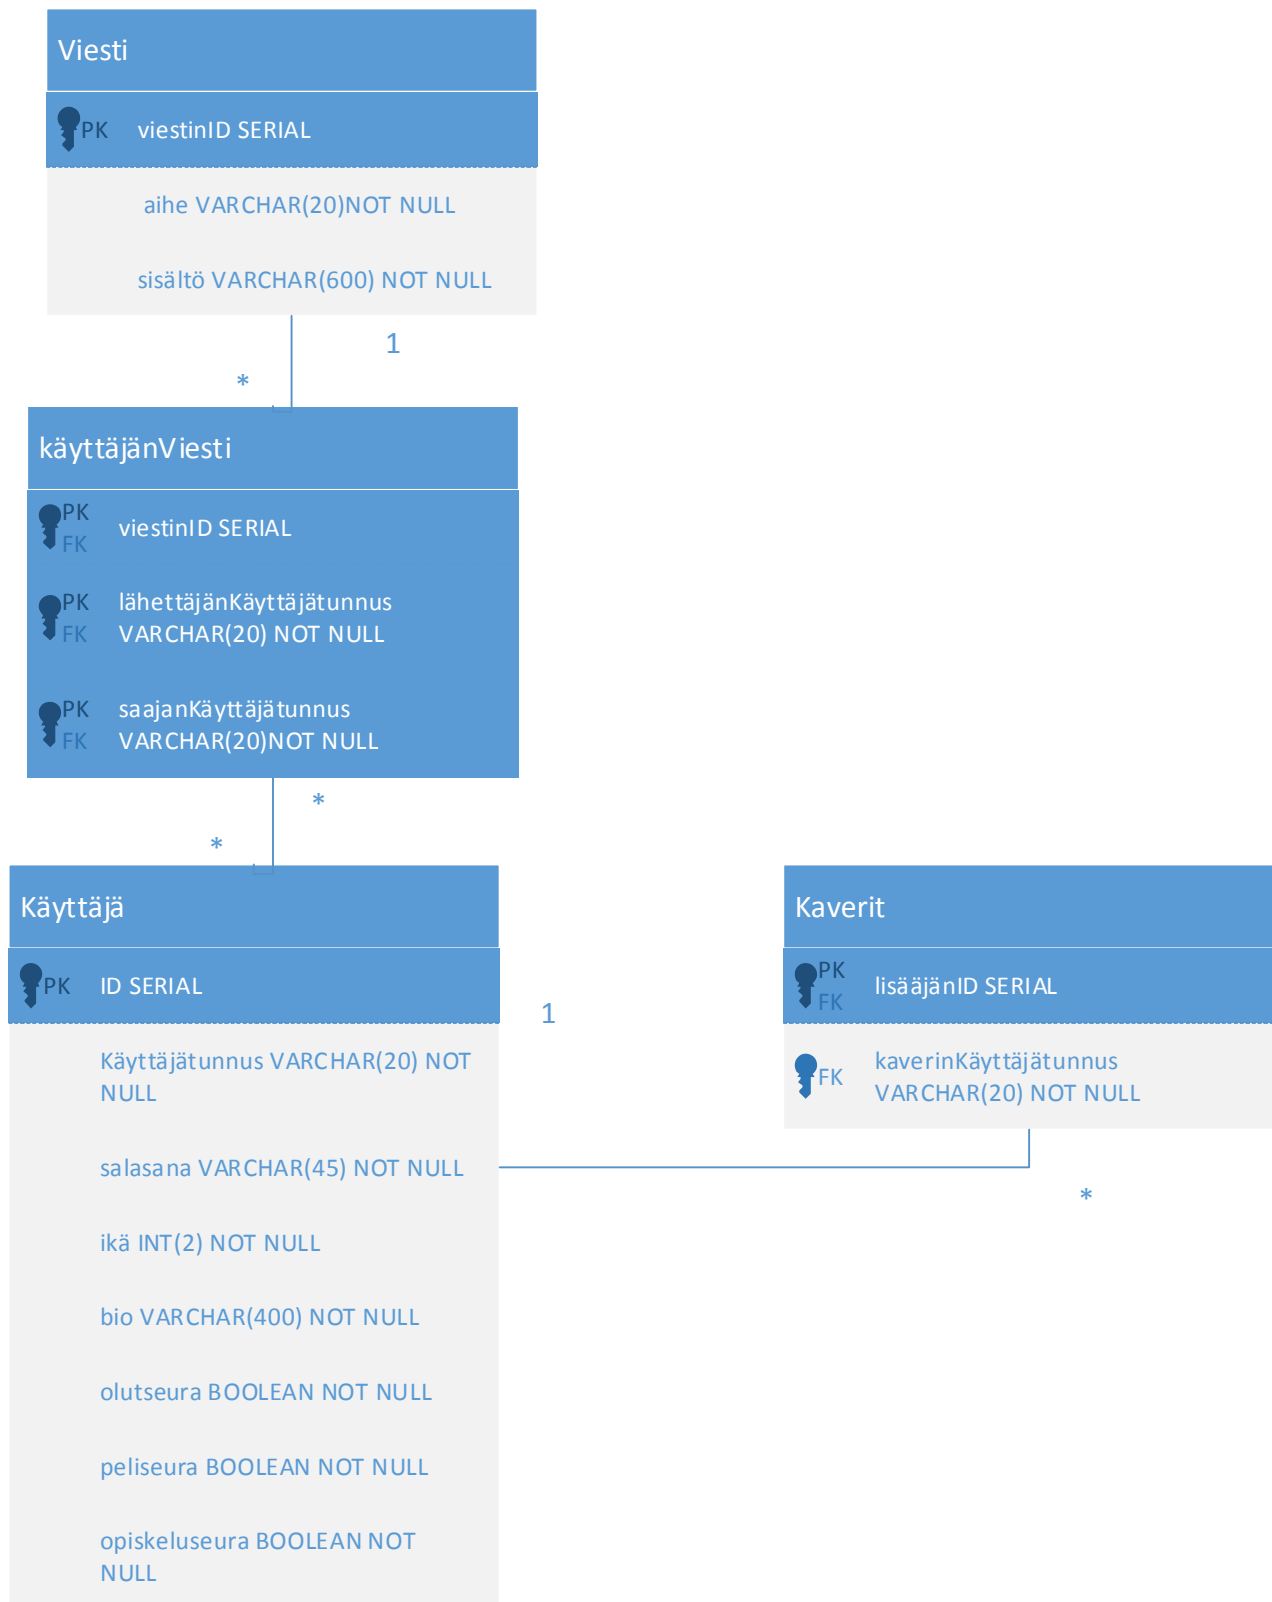 Viesti
PK viestinID SERIAL
aihe VARCHAR(20)NOT NULL
sisältö VARCHAR(600) NOT NULL
1
*
käyttäjänViesti
PK
FK
viestinID SERIAL
PK
FK
lähettäjänKäyttäjätunnus
VARCHAR(20) NOT NULL
PK
FK
saajanKäyttäjätunnus
VARCHAR(20)NOT NULL
*
*
Käyttäjä
PK ID SERIAL
Käyttäjätunnus VARCHAR(20) NOT
NULL
salasana VARCHAR(45) NOT NULL
ikä INT(2) NOT NULL
bio VARCHAR(400) NOT NULL
olutseura BOOLEAN NOT NULL
peliseura BOOLEAN NOT NULL
opiskeluseura BOOLEAN NOT
NULL
1
Kaverit
PK
FK
lisääjänID SERIAL
FK
kaverinKäyttäjätunnus
VARCHAR(20) NOT NULL
*